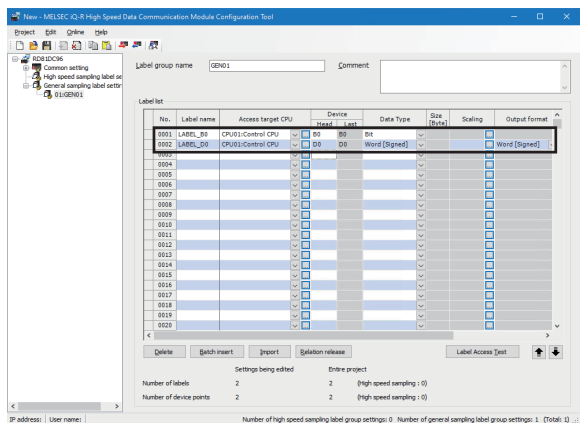 New - MELSEC iQ-R High Speed Data Communication Module Configuration Tool
Project Edit Online Help
RD81DC96
Common setting
High speed sampling label se
General sampling label settir
01:GEN01
Label group name GEN01 Comment
Label list
No. Label name Access target CPU Device Data Type Size [Byte] Scaling Output format
Head Last
0001 LABEL_B0 CPU01:Control CPU B0 B0 Bit
0002 LABEL_D0 CPU01:Control CPU D0 D0 Word [Signed] Word [Signed]
0003
0004
0005
0006
0007
0008
0009
0010
0011
0012
0013
0014
0015
0016
0017
0018
0019
0020
Delete Batch insert Import Relation release Label Access Test
Settings being edited Entire project
Number of labels 2 2 (High speed sampling : 0)
Number of device points 2 2 (High speed sampling : 0)
IP address: User name: Number of high speed sampling label group settings: 0 Number of general sampling label group settings: 1 (Total: 1)